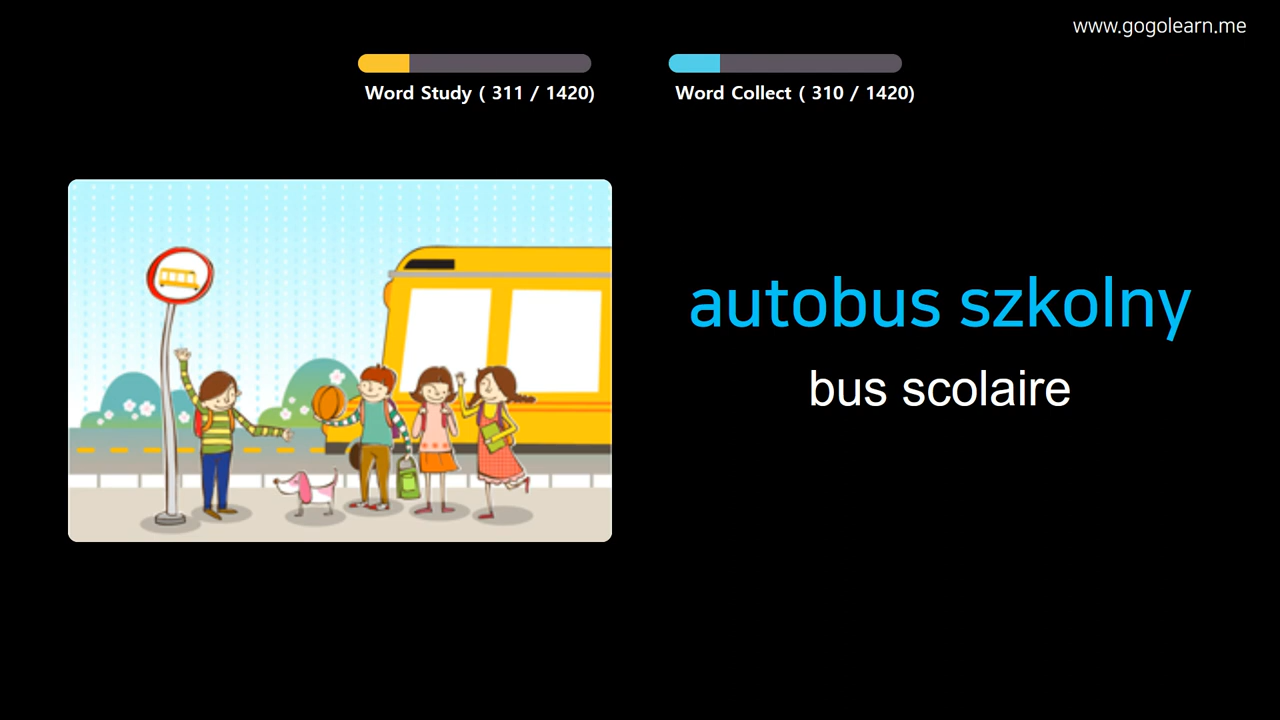 www.gogolearn.me
Word Study ( 311 / 1420)
Word Collect ( 310 / 1420)
autobus szkolny
bus scolaire